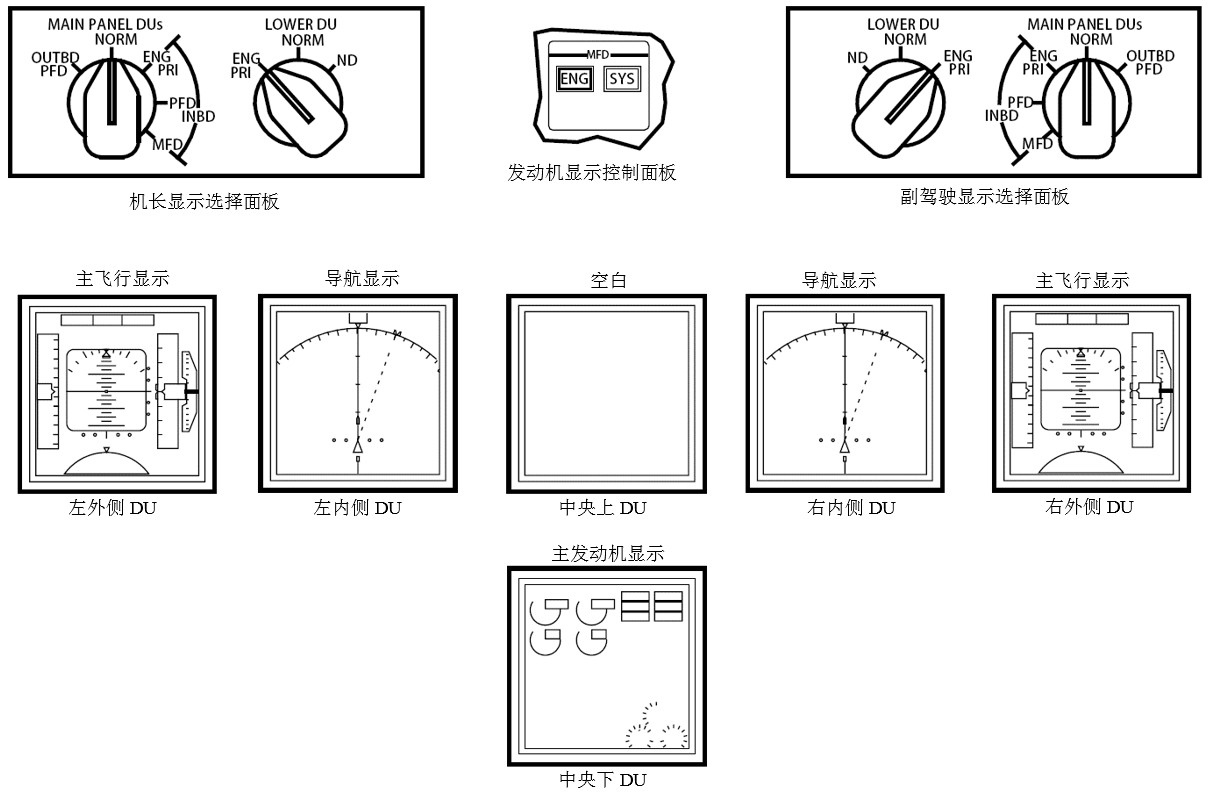 MAIN PANEL DUs
NORM
OUTBD
PFD
ENG
PRI
PFD
INBD
MFD
LOWER DU
NORM
ENG
PRI
ND
机长显示选择面板
MFD
ENG
SYS
发动机显示控制面板
LOWER DU
NORM
ND
ENG
PRI
MAIN PANEL DUs
NORM
ENG
PRI
OUTBD
PFD
PFD
INBD
MFD
副驾驶显示选择面板
主飞行显示
导航显示
空白
导航显示
主飞行显示
左外侧 DU
左内侧 DU
中央上 DU
右内侧 DU
右外侧 DU
主发动机显示
中央下 DU